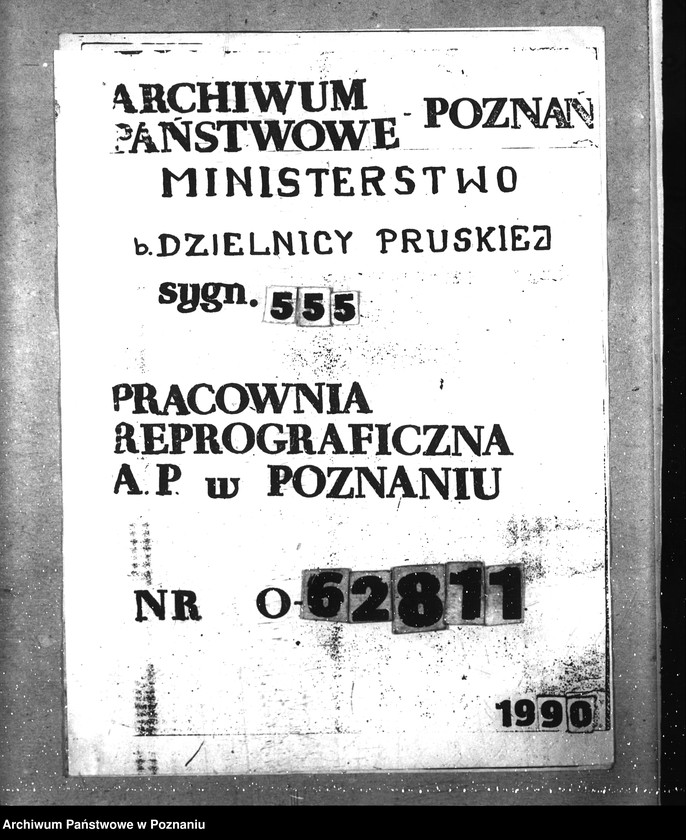 ARCHIWUM
PAŃSTWOWE - POZNAŃ
MINISTERSTWO
b. DZIELNICY PRUSKIEJ
sygn. 555
PRACOWNIA
REPROGRAFICZNA
A.P. w POZNANIU
NR O-62811
1990
Archiwum Państwowe w Poznaniu